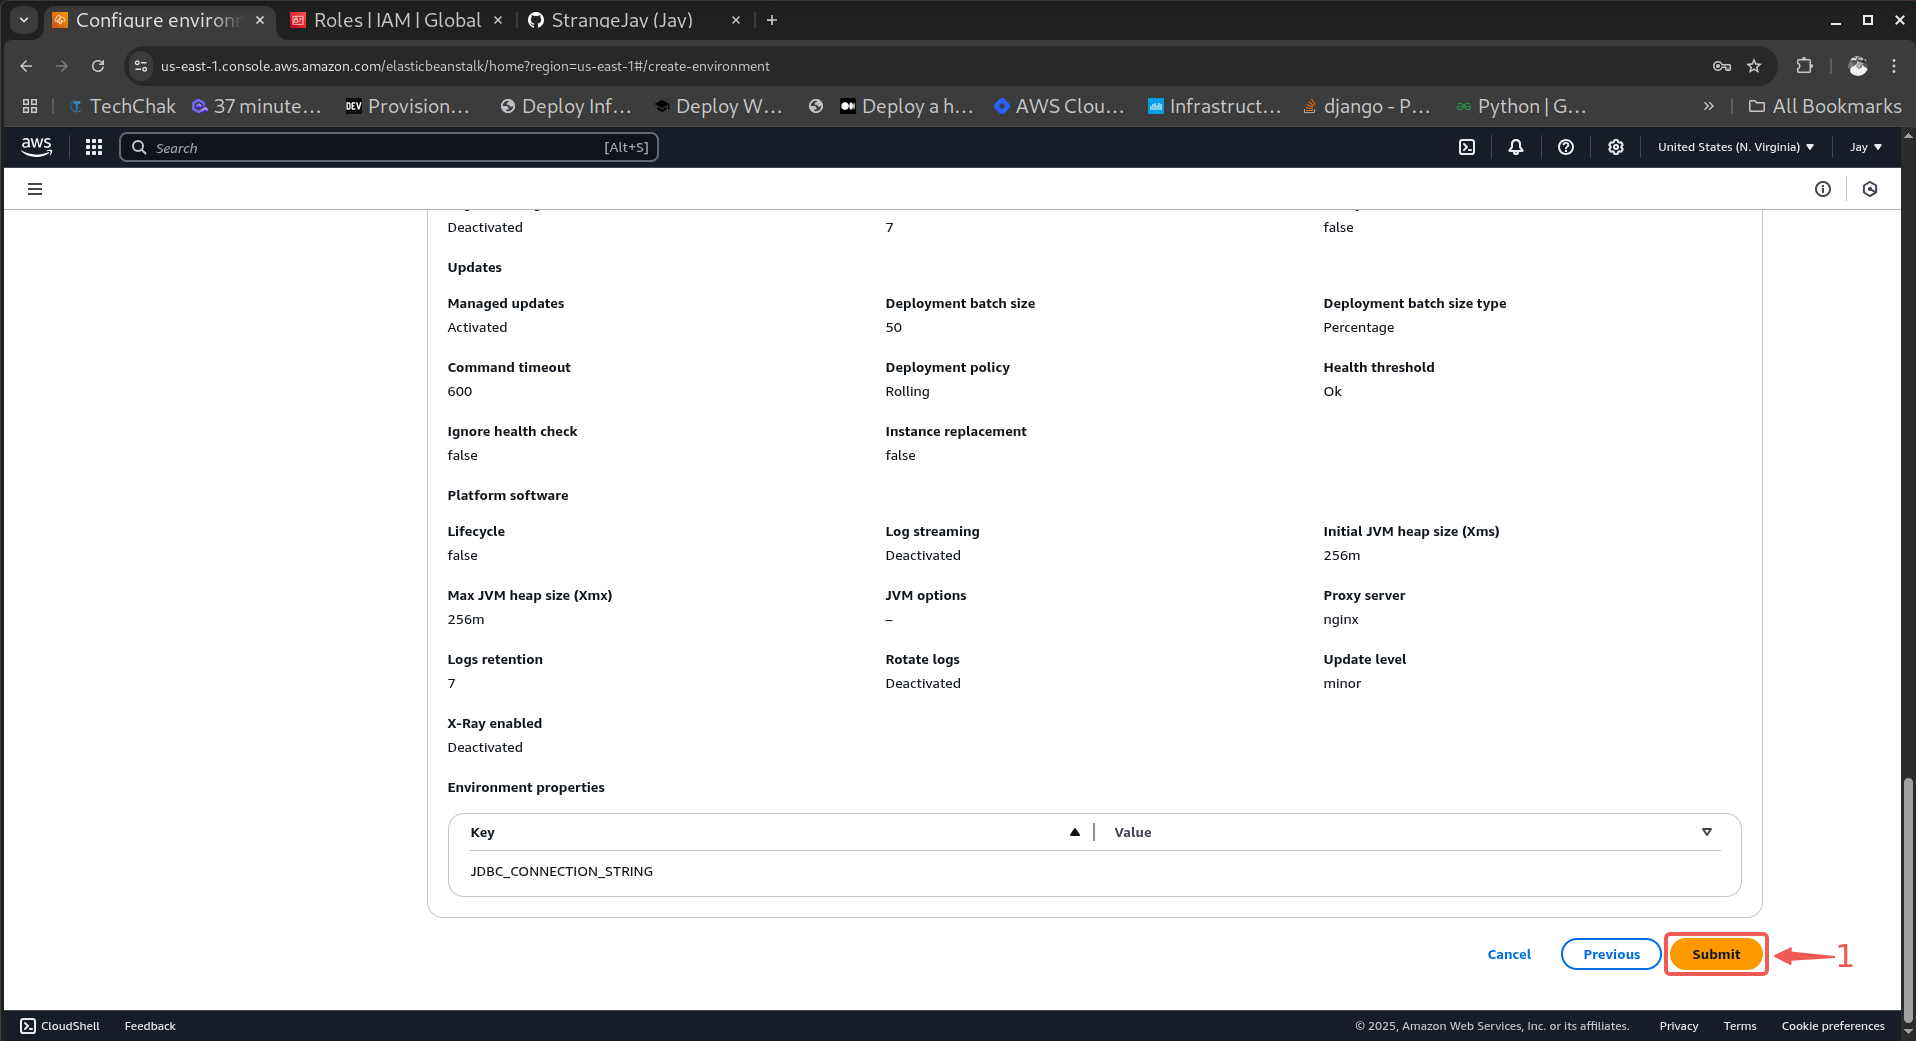 Configure environ
Roles | IAM | Global
StrangeJay (Jay)
us-east-1.console.aws.amazon.com/elasticbeanstalk/home?region=us-east-1#/create-environment
TechChak
37 minute...
DEV
Provision...
Deploy Inf...
Deploy W...
Deploy a h...
AWS Clou...
Infrastruct...
django - P...
Python | G...
»
All Bookmarks
aws
Search
[Alt+S]
United States (N. Virginia)
Jay
Deactivated
7
false
Updates
Managed updates
Deployment batch size
Deployment batch size type
Activated
50
Percentage
Command timeout
Deployment policy
Health threshold
600
Rolling
Ok
Ignore health check
Instance replacement
false
false
Platform software
Lifecycle
Log streaming
Initial JVM heap size (Xms)
false
Deactivated
256m
Max JVM heap size (Xmx)
JVM options
Proxy server
256m
–
nginx
Logs retention
Rotate logs
Update level
7
Deactivated
minor
X-Ray enabled
Deactivated
Environment properties
Key
Value
JDBC_CONNECTION_STRING
Cancel
Previous
Submit
1
CloudShell
Feedback
© 2025, Amazon Web Services, Inc. or its affiliates.
Privacy
Terms
Cookie preferences